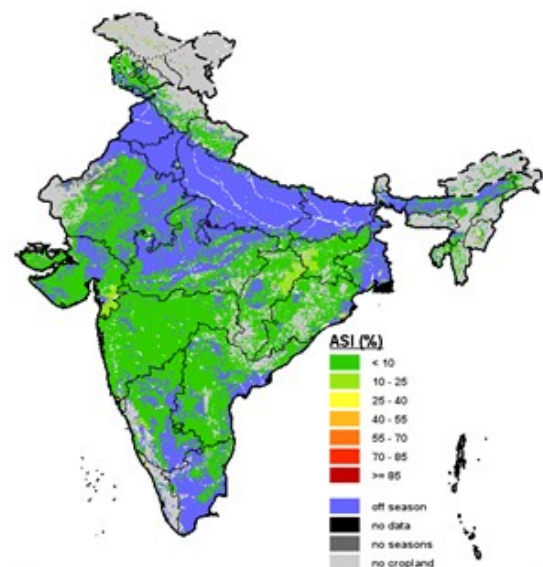 ASI (%)
< 10
10 - 25
25 - 40
40 - 55
55 - 70
70 - 85
>= 85
off season
no data
no seasons
no cropland